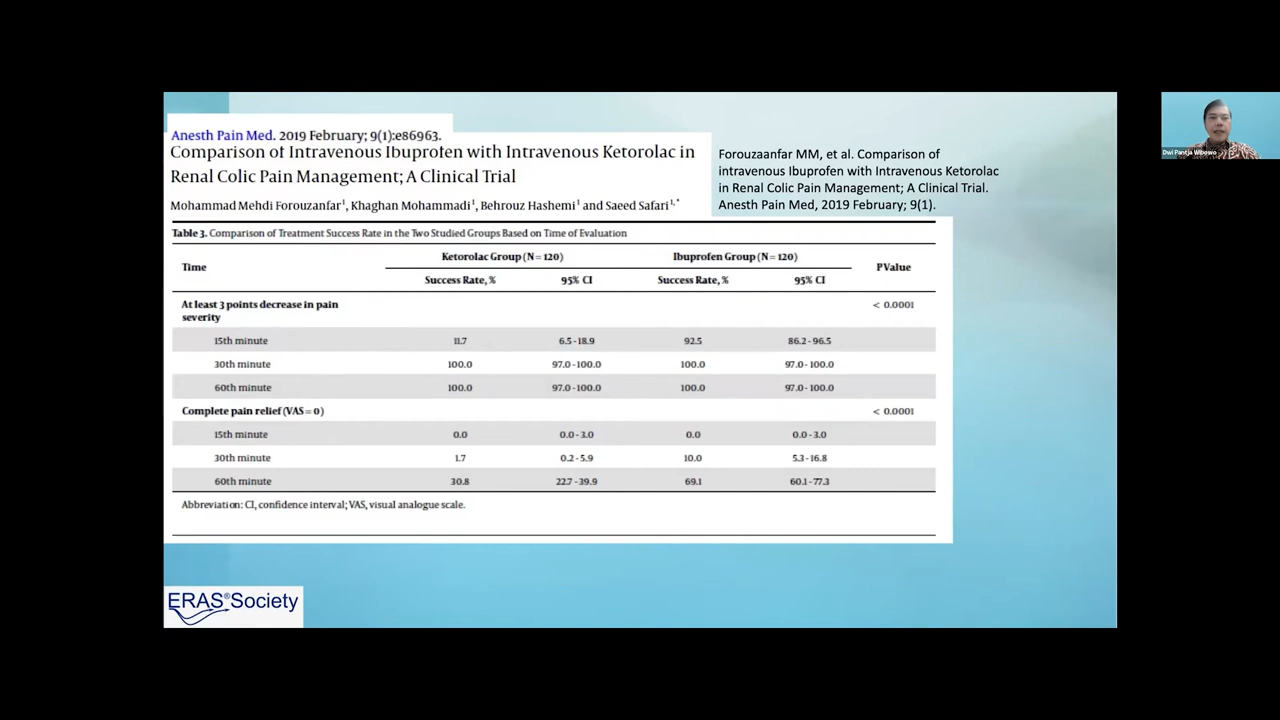 Anesth Pain Med. 2019 February; 9(1):e86963.
Comparison of Intravenous Ibuprofen with Intravenous Ketorolac in
Renal Colic Pain Management; A Clinical Trial
Mohammad Mehdi Forouzanfar¹, Khaghan Mohammadi¹, Behrouz Hashemi¹ and Saeed Safari¹,*
Forouzaanfar MM, et al. Comparison of
intravenous Ibuprofen with Intravenous Ketorolac
in Renal Colic Pain Management; A Clinical Trial.
Anesth Pain Med, 2019 February; 9(1).
Table 3. Comparison of Treatment Success Rate in the Two Studied Groups Based on Time of Evaluation
Time Ketorolac Group (N = 120) Ibuprofen Group (N = 120) P Value
Success Rate, % 95% CI Success Rate, % 95% CI
At least 3 points decrease in pain < 0.0001
severity
15th minute 11.7 6.5 - 18.9 92.5 86.2 - 96.5
30th minute 100.0 97.0 - 100.0 100.0 97.0 - 100.0
60th minute 100.0 97.0 - 100.0 100.0 97.0 - 100.0
Complete pain relief (VAS = 0) < 0.0001
15th minute 0.0 0.0 - 3.0 0.0 0.0 - 3.0
30th minute 1.7 0.2 - 5.9 10.0 5.3 - 16.8
60th minute 30.8 22.7 - 39.9 69.1 60.1 - 77.3
Abbreviation: CI, confidence interval; VAS, visual analogue scale.
ERAS®Society
Dwi Pantja Wibowo